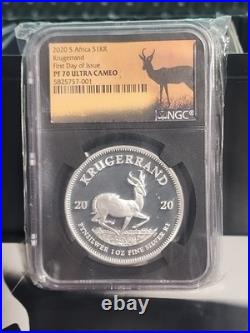 2020 S Africa S1KR
Krugerrand
First Day of Issue
PF 70 ULTRA CAMEO
5825757-001
NGC
KRUGERRAND
20 20
FYNSILWER 1 OZ FINE SILVER R1